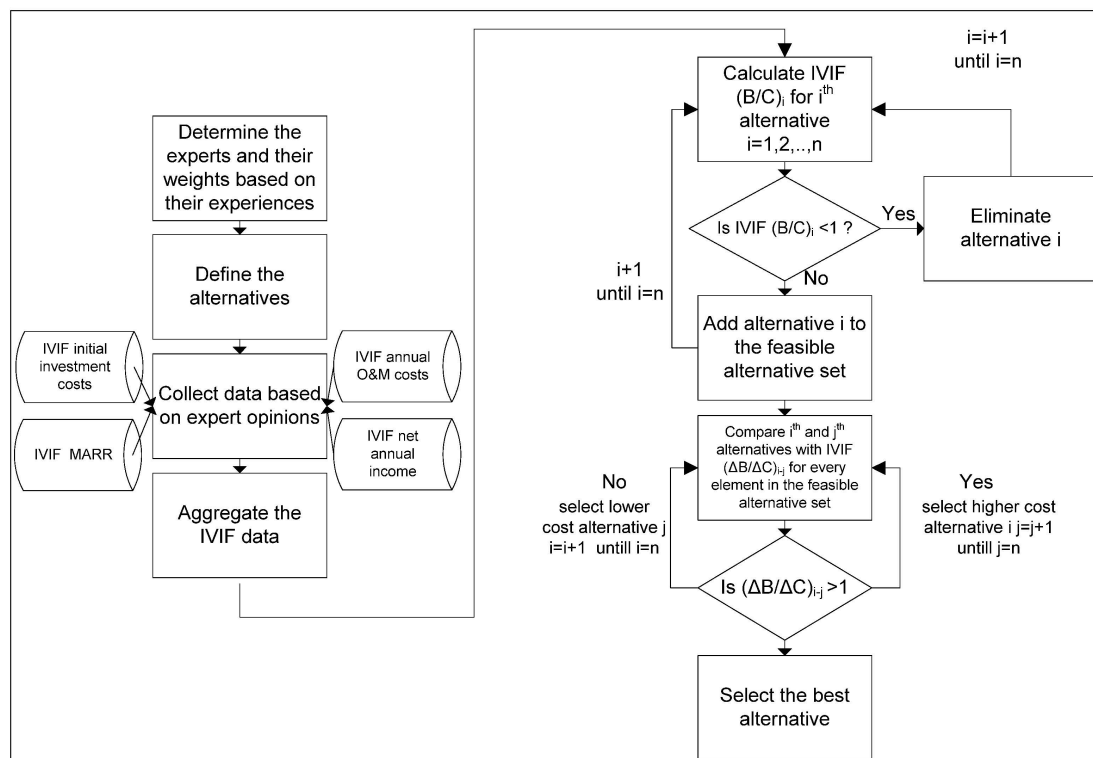 Determine the
experts and their
weights based on
their experiences
Define the
alternatives
IVIF initial
investment
costs
IVIF annual
O&M costs
Collect data based
on expert opinions
IVIF MARR
IVIF net
annual
income
Aggregate the
IVIF data
Calculate IVIF
(B/C)i for ith
alternative
i=1,2,..,n
i=i+1
until i=n
Is IVIF (B/C)i <1 ?
Yes
Eliminate
alternative i
i+1
until i=n
No
Add alternative i to
the feasible
alternative set
Compare ith and jth
alternatives with IVIF
(ΔB/ΔC)i-j for every
element in the feasible
alternative set
No
select lower
cost alternative j
i=i+1 untill i=n
Yes
select higher cost
alternative i j=j+1
untill j=n
Is (ΔB/ΔC)i-j >1
Select the best
alternative